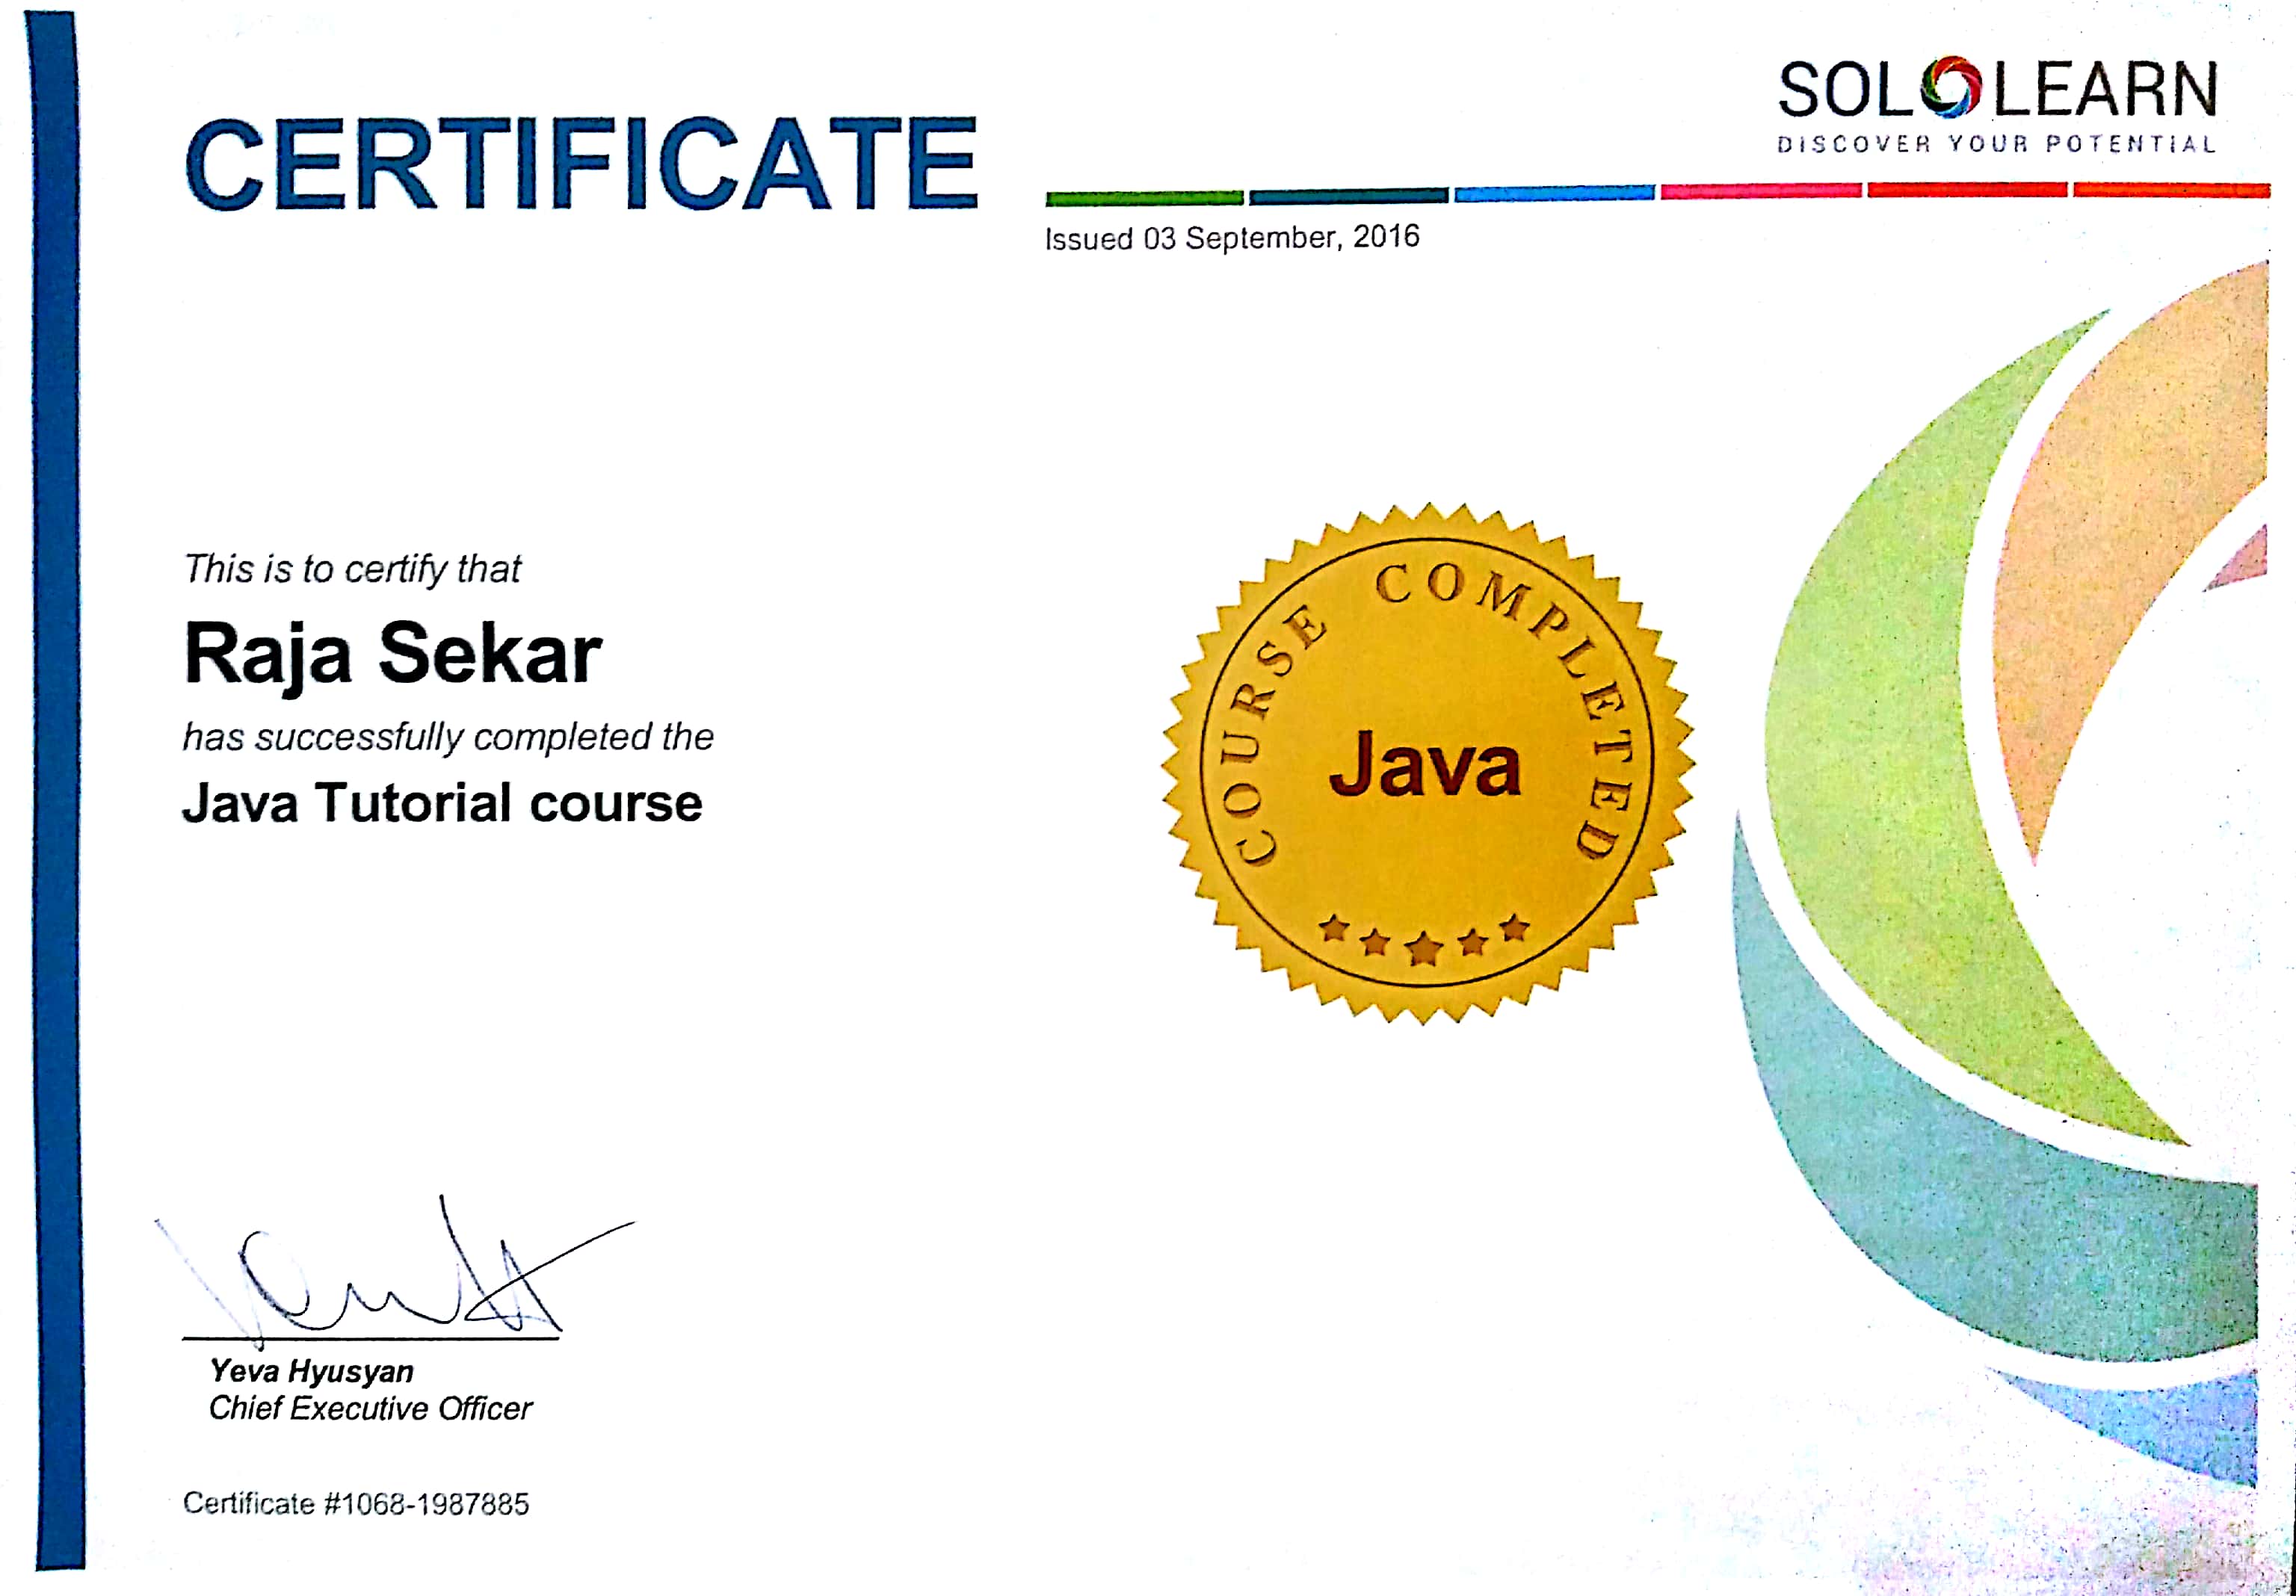 CERTIFICATE
SOLOLEARN
DISCOVER YOUR POTENTIAL
Issued 03 September, 2016
This is to certify that
Raja Sekar
has successfully completed the
Java Tutorial course
COURSE COMPLETED
Java
Yeva Hyusyan
Chief Executive Officer
Certificate #1068-1987885